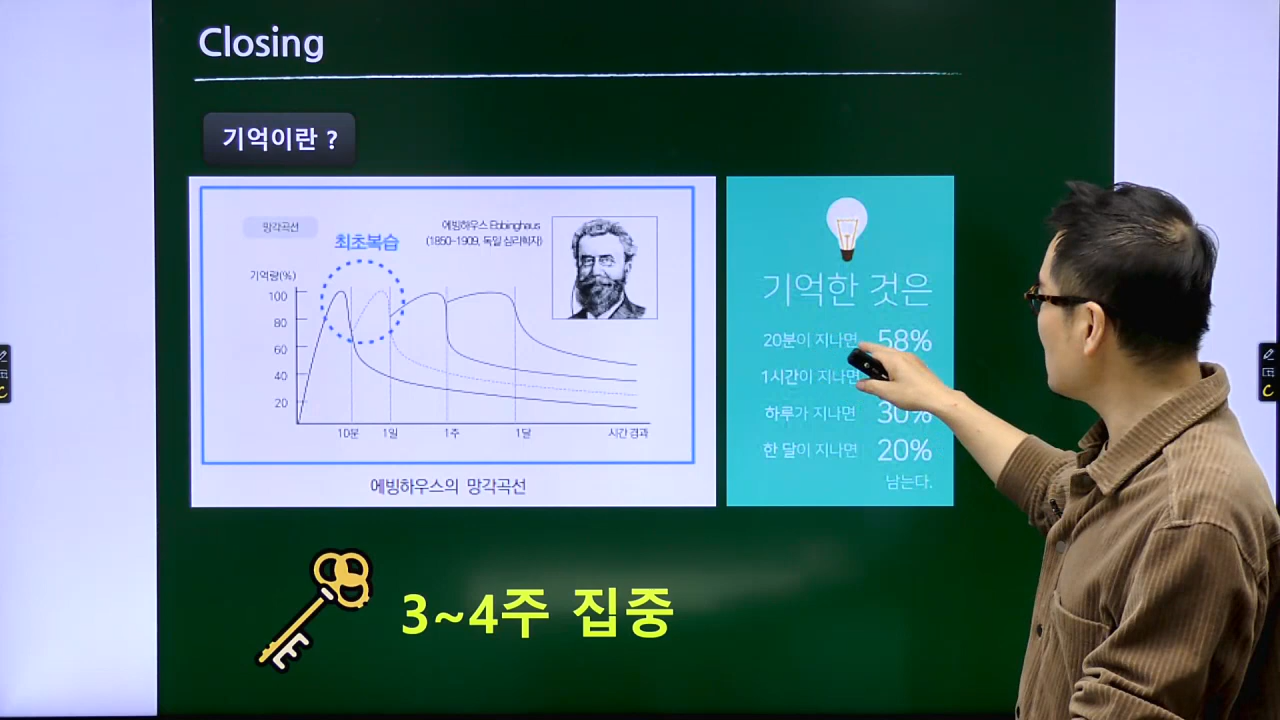 Closing
기억이란 ?
망각곡선
최초복습
에빙하우스 Ebbinghaus
(1850-1909, 독일 심리학자)
기억량(%)
100
80
60
40
20
10분 1일 1주 1달 시간 경과
에빙하우스의 망각곡선
기억한 것은
20분이 지나면 58%
1시간이 지나면
하루가 지나면 30%
한 달이 지나면 20%
남는다.
3~4주 집중